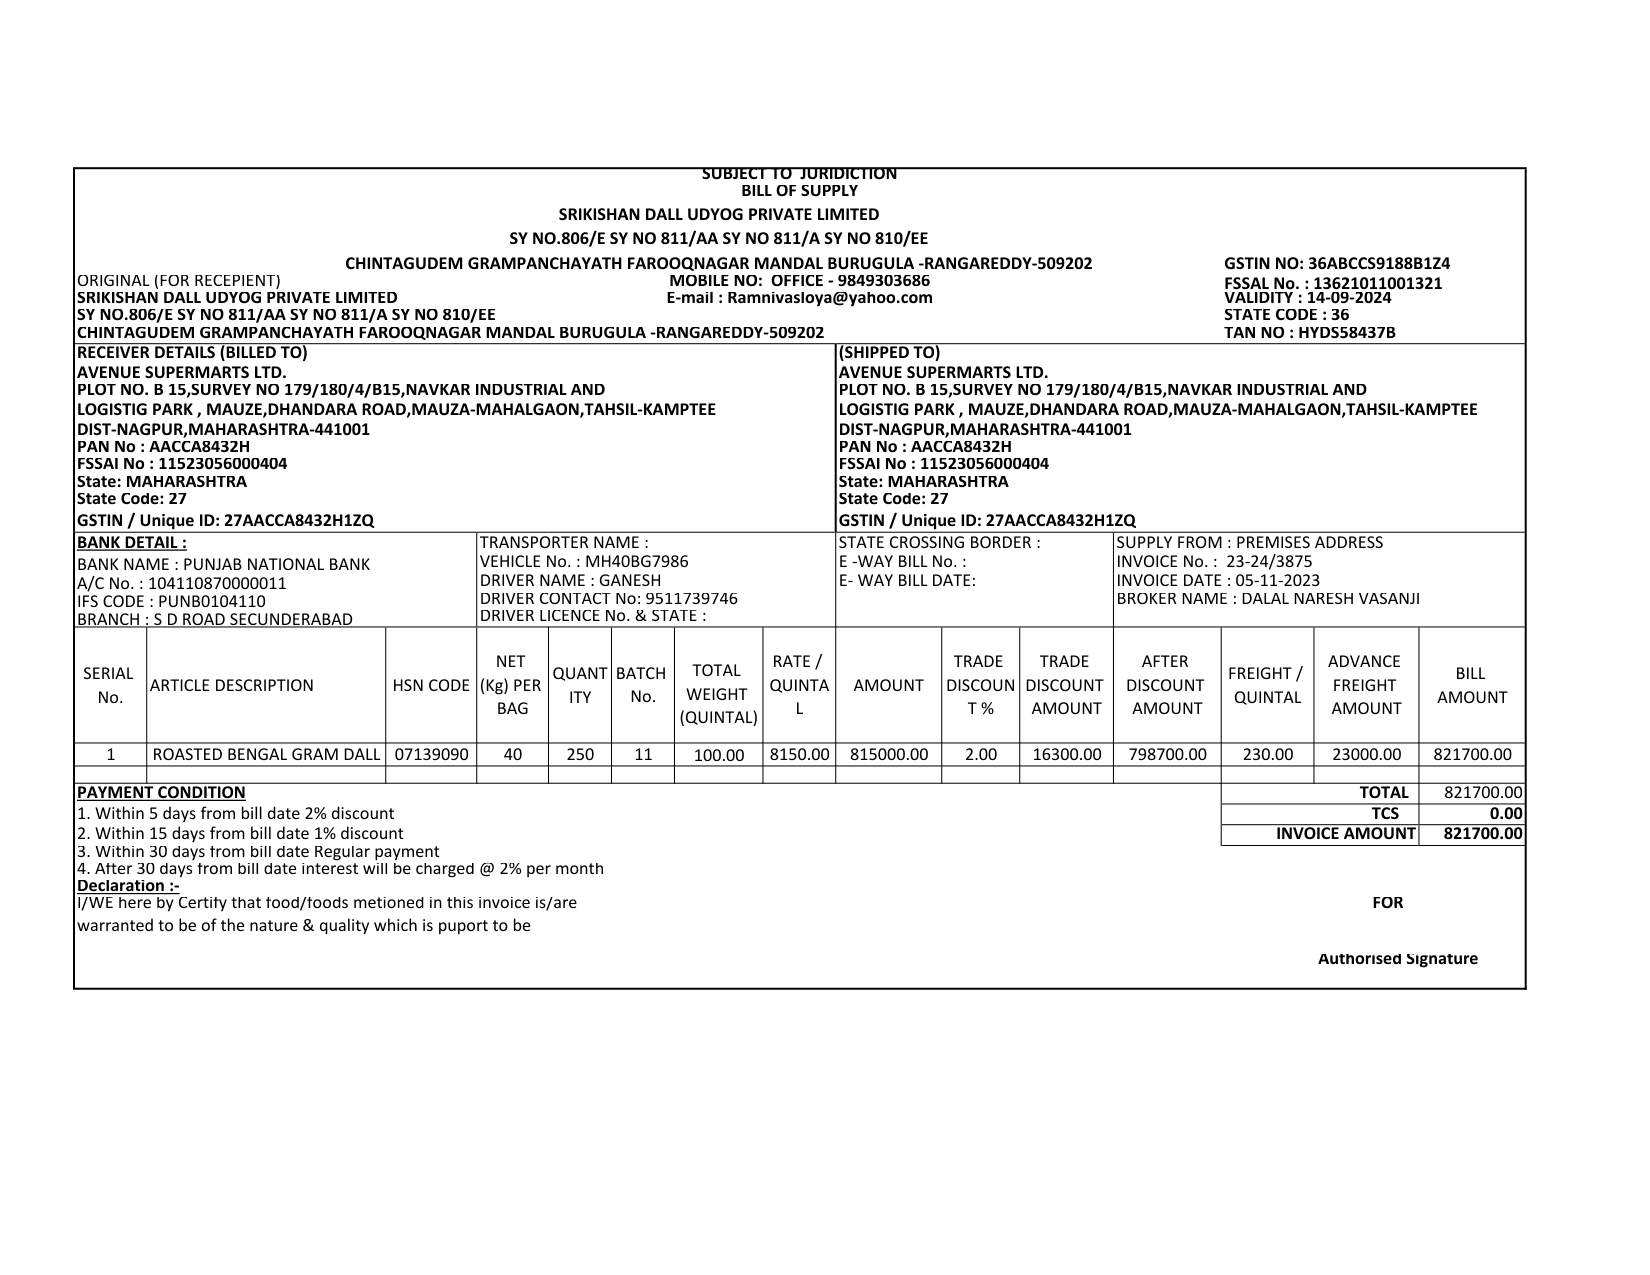 SUBJECT TO JURIDICTION
BILL OF SUPPLY
SRIKISHAN DALL UDYOG PRIVATE LIMITED
SY NO.806/E SY NO 811/AA SY NO 811/A SY NO 810/EE
CHINTAGUDEM GRAMPANCHAYATH FAROOQNAGAR MANDAL BURUGULA -RANGAREDDY-509202 GSTIN NO: 36ABCCS9188B1Z4
ORIGINAL (FOR RECEPIENT) MOBILE NO: OFFICE - 9849303686 FSSAL No. : 13621011001321
SRIKISHAN DALL UDYOG PRIVATE LIMITED E-mail : Ramnivasloya@yahoo.com VALIDITY : 14-09-2024
SY NO.806/E SY NO 811/AA SY NO 811/A SY NO 810/EE STATE CODE : 36
CHINTAGUDEM GRAMPANCHAYATH FAROOQNAGAR MANDAL BURUGULA -RANGAREDDY-509202 TAN NO : HYDS58437B
RECEIVER DETAILS (BILLED TO)
AVENUE SUPERMARTS LTD.
PLOT NO. B 15,SURVEY NO 179/180/4/B15,NAVKAR INDUSTRIAL AND
LOGISTIG PARK , MAUZE,DHANDARA ROAD,MAUZA-MAHALGAON,TAHSIL-KAMPTEE
DIST-NAGPUR,MAHARASHTRA-441001
PAN No : AACCA8432H
FSSAI No : 11523056000404
State: MAHARASHTRA
State Code: 27
GSTIN / Unique ID: 27AACCA8432H1ZQ
(SHIPPED TO)
AVENUE SUPERMARTS LTD.
PLOT NO. B 15,SURVEY NO 179/180/4/B15,NAVKAR INDUSTRIAL AND
LOGISTIG PARK , MAUZE,DHANDARA ROAD,MAUZA-MAHALGAON,TAHSIL-KAMPTEE
DIST-NAGPUR,MAHARASHTRA-441001
PAN No : AACCA8432H
FSSAI No : 11523056000404
State: MAHARASHTRA
State Code: 27
GSTIN / Unique ID: 27AACCA8432H1ZQ
BANK DETAIL :
BANK NAME : PUNJAB NATIONAL BANK
A/C No. : 104110870000011
IFS CODE : PUNB0104110
BRANCH : S D ROAD SECUNDERABAD
TRANSPORTER NAME :
VEHICLE No. : MH40BG7986
DRIVER NAME : GANESH
DRIVER CONTACT No: 9511739746
DRIVER LICENCE No. & STATE :
STATE CROSSING BORDER :
E -WAY BILL No. :
E- WAY BILL DATE:
SUPPLY FROM : PREMISES ADDRESS
INVOICE No. : 23-24/3875
INVOICE DATE : 05-11-2023
BROKER NAME : DALAL NARESH VASANJI
SERIAL
No.
ARTICLE DESCRIPTION
HSN CODE
NET
(Kg) PER
BAG
QUANT
ITY
BATCH
No.
TOTAL
WEIGHT
(QUINTAL)
RATE /
QUINTA
L
AMOUNT
TRADE
DISCOUN
T %
TRADE
DISCOUNT
AMOUNT
AFTER
DISCOUNT
AMOUNT
FREIGHT /
QUINTAL
ADVANCE
FREIGHT
AMOUNT
BILL
AMOUNT
1 ROASTED BENGAL GRAM DALL 07139090 40 250 11 100.00 8150.00 815000.00 2.00 16300.00 798700.00 230.00 23000.00 821700.00
PAYMENT CONDITION
1. Within 5 days from bill date 2% discount
2. Within 15 days from bill date 1% discount
3. Within 30 days from bill date Regular payment
4. After 30 days from bill date interest will be charged @ 2% per month
TOTAL 821700.00
TCS 0.00
INVOICE AMOUNT 821700.00
Declaration :-
I/WE here by Certify that food/foods metioned in this invoice is/are
warranted to be of the nature & quality which is puport to be
FOR
Authorised Signature